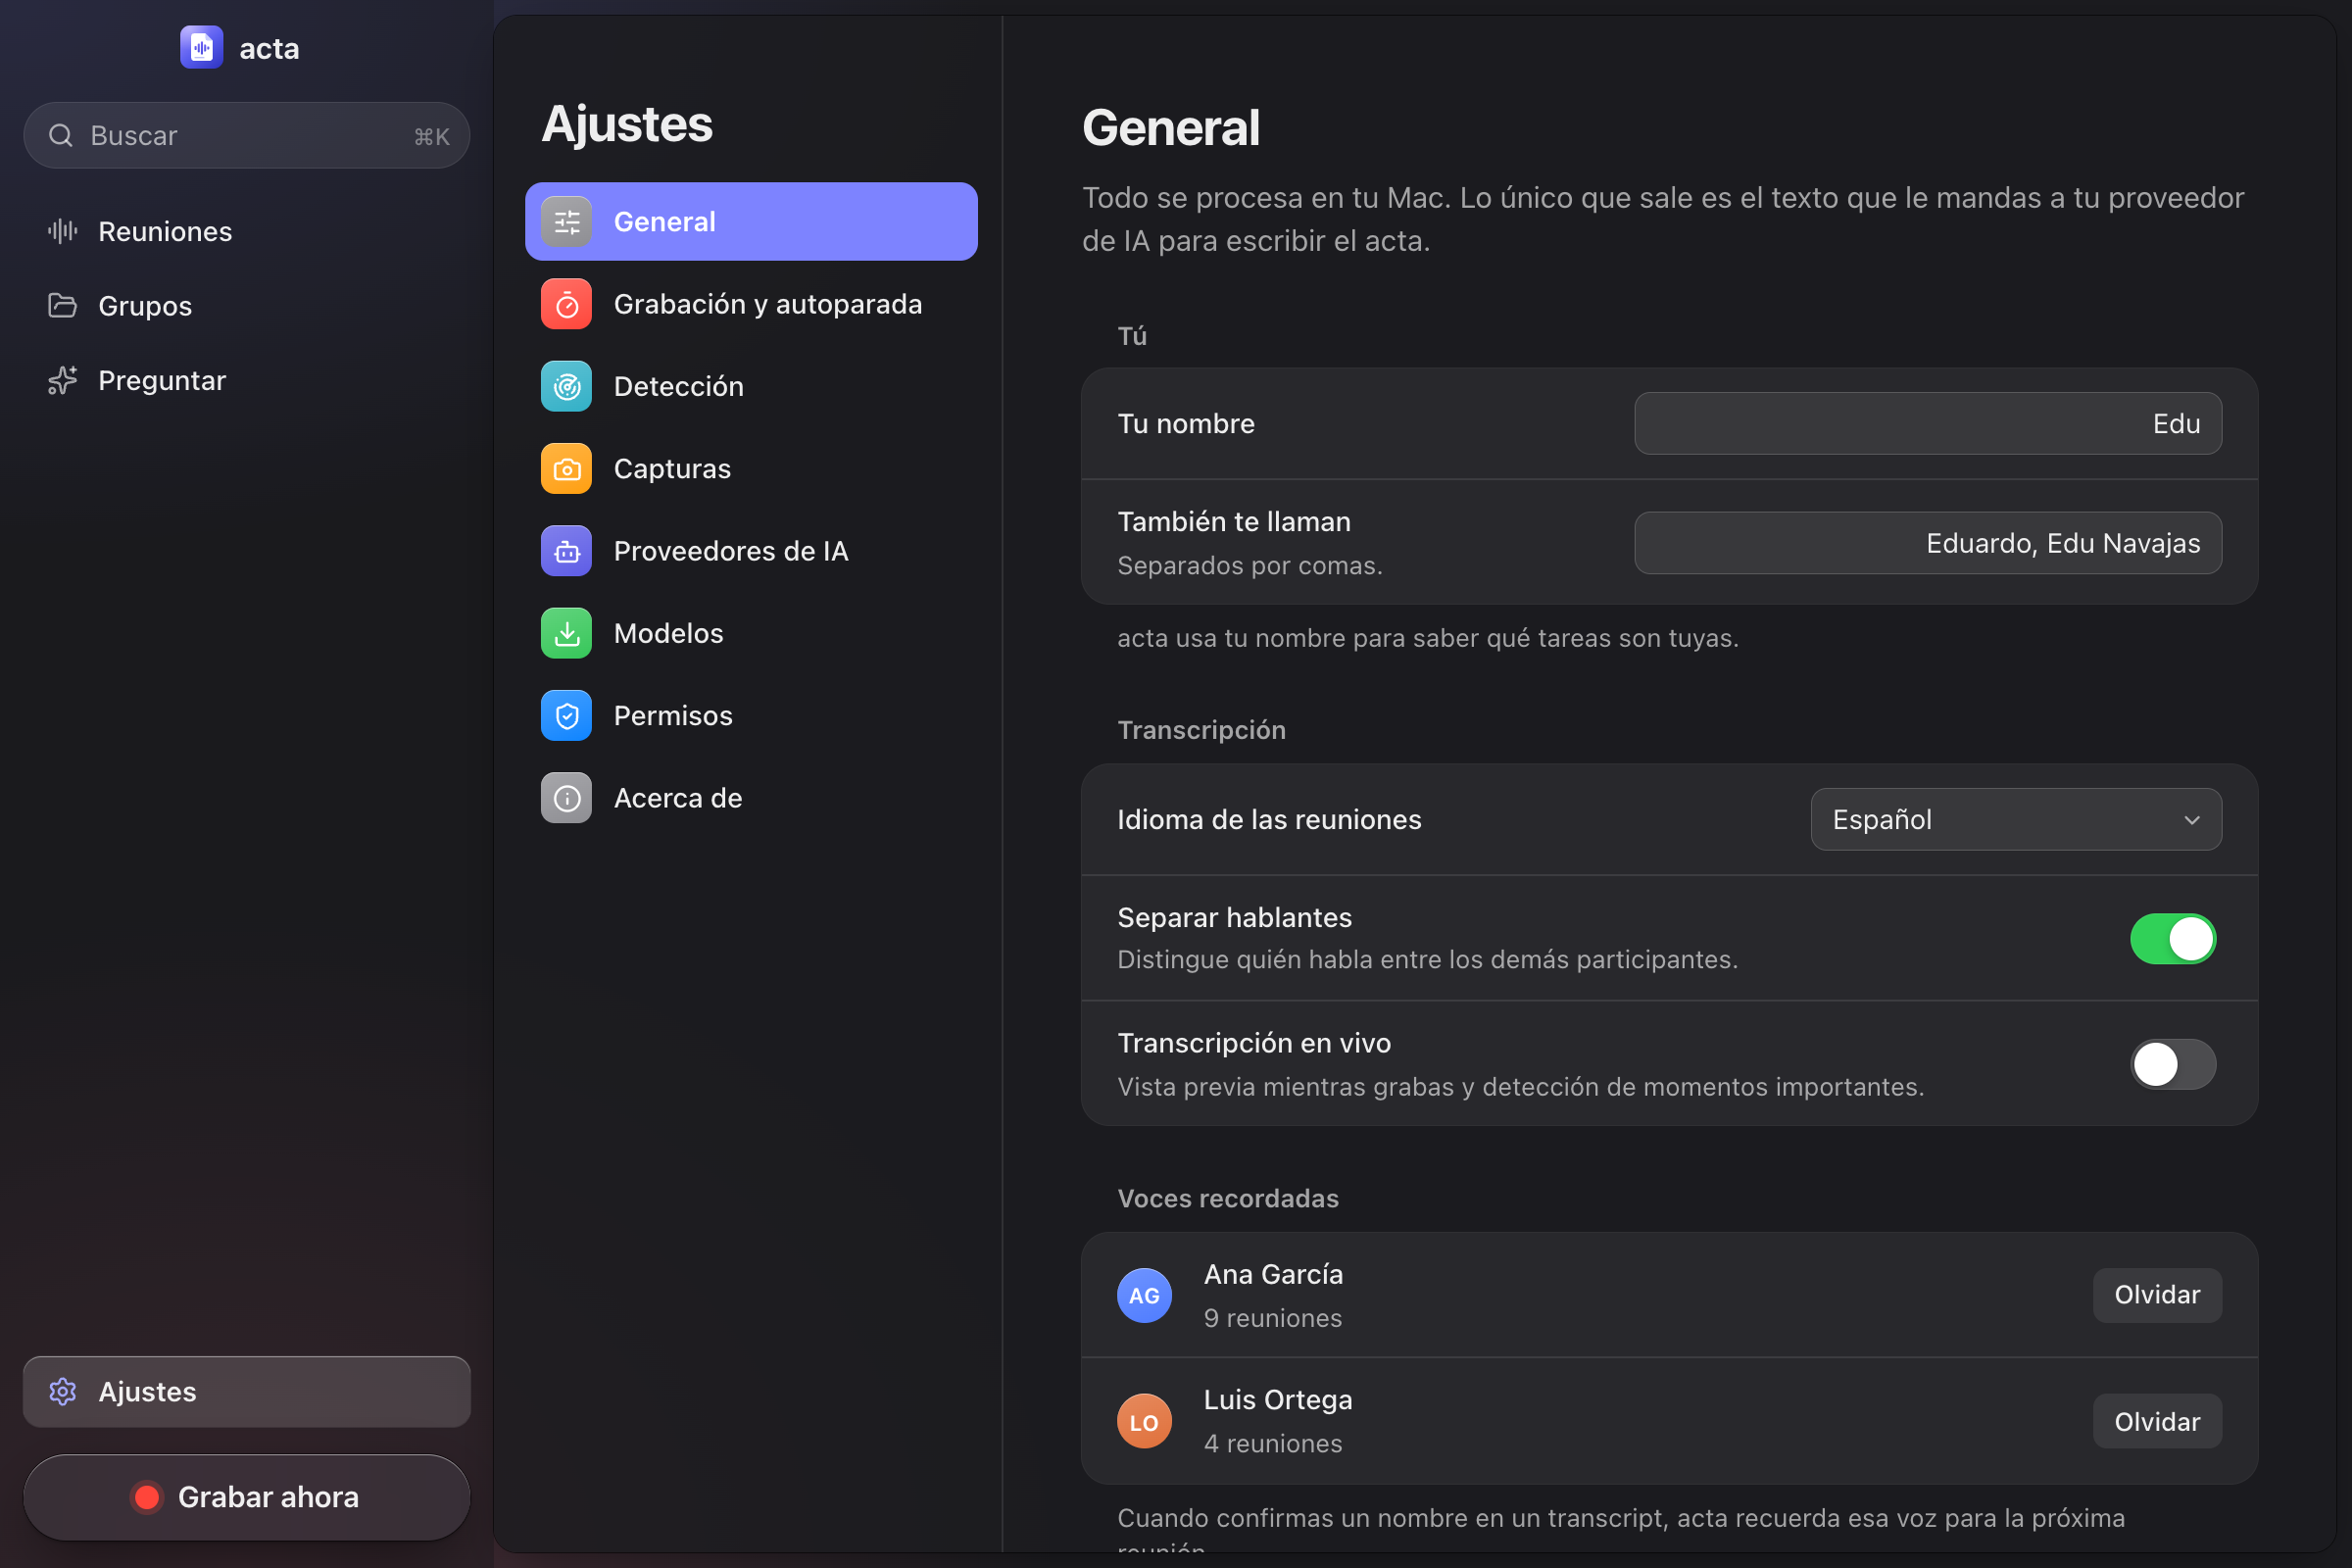 acta
Buscar ⌘K
Reuniones
Grupos
Preguntar
Ajustes
Grabar ahora
Ajustes
General
Grabación y autoparada
Detección
Capturas
Proveedores de IA
Modelos
Permisos
Acerca de
General
Todo se procesa en tu Mac. Lo único que sale es el texto que le mandas a tu proveedor
de IA para escribir el acta.
Tú
Tu nombre
Edu
También te llaman
Separados por comas.
Eduardo, Edu Navajas
acta usa tu nombre para saber qué tareas son tuyas.
Transcripción
Idioma de las reuniones
Español
Separar hablantes
Distingue quién habla entre los demás participantes.
Transcripción en vivo
Vista previa mientras grabas y detección de momentos importantes.
Voces recordadas
AG
Ana García
9 reuniones
Olvidar
LO
Luis Ortega
4 reuniones
Olvidar
Cuando confirmas un nombre en un transcript, acta recuerda esa voz para la próxima
reunión